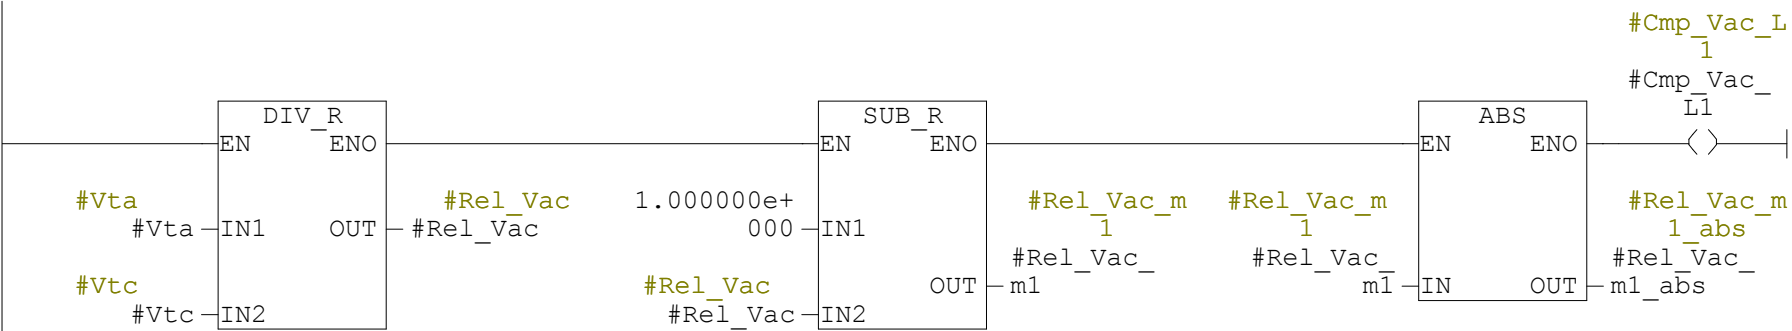 #Cmp_Vac_L
1
#Cmp_Vac_
L1
DIV_R
SUB_R
ABS
EN ENO
EN ENO
EN ENO
#Vta
#Rel_Vac
1.000000e+
#Rel_Vac_m
1
#Rel_Vac_m
1
#Rel_Vac_m
1_abs
#Vta IN1 OUT #Rel_Vac
000 IN1
#Rel_Vac_
#Rel_Vac_
#Rel_Vac_
#Vtc
#Rel_Vac
OUT m1
m1 IN OUT m1_abs
#Vtc IN2
#Rel_Vac IN2